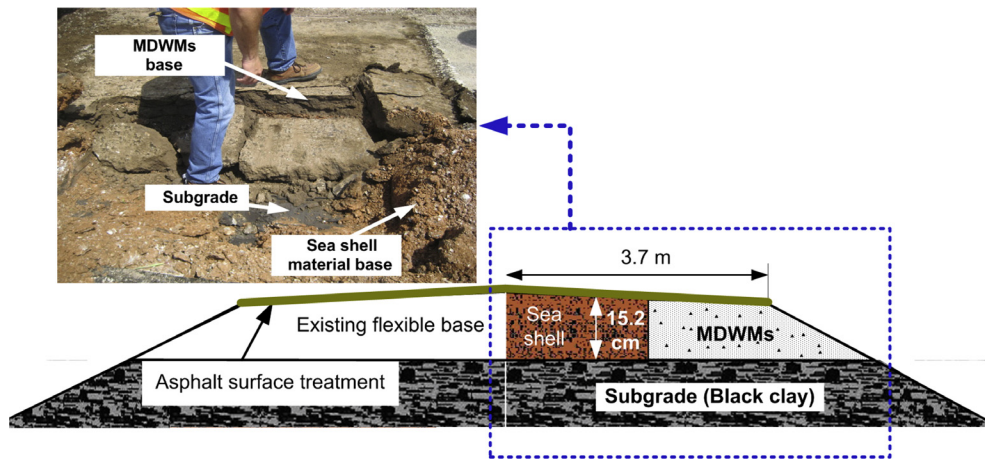 MDWMs
base
Subgrade
Sea shell
material base
3.7 m
Existing flexible base
Sea
shell
15.2
cm
MDWMs
Asphalt surface treatment
Subgrade (Black clay)